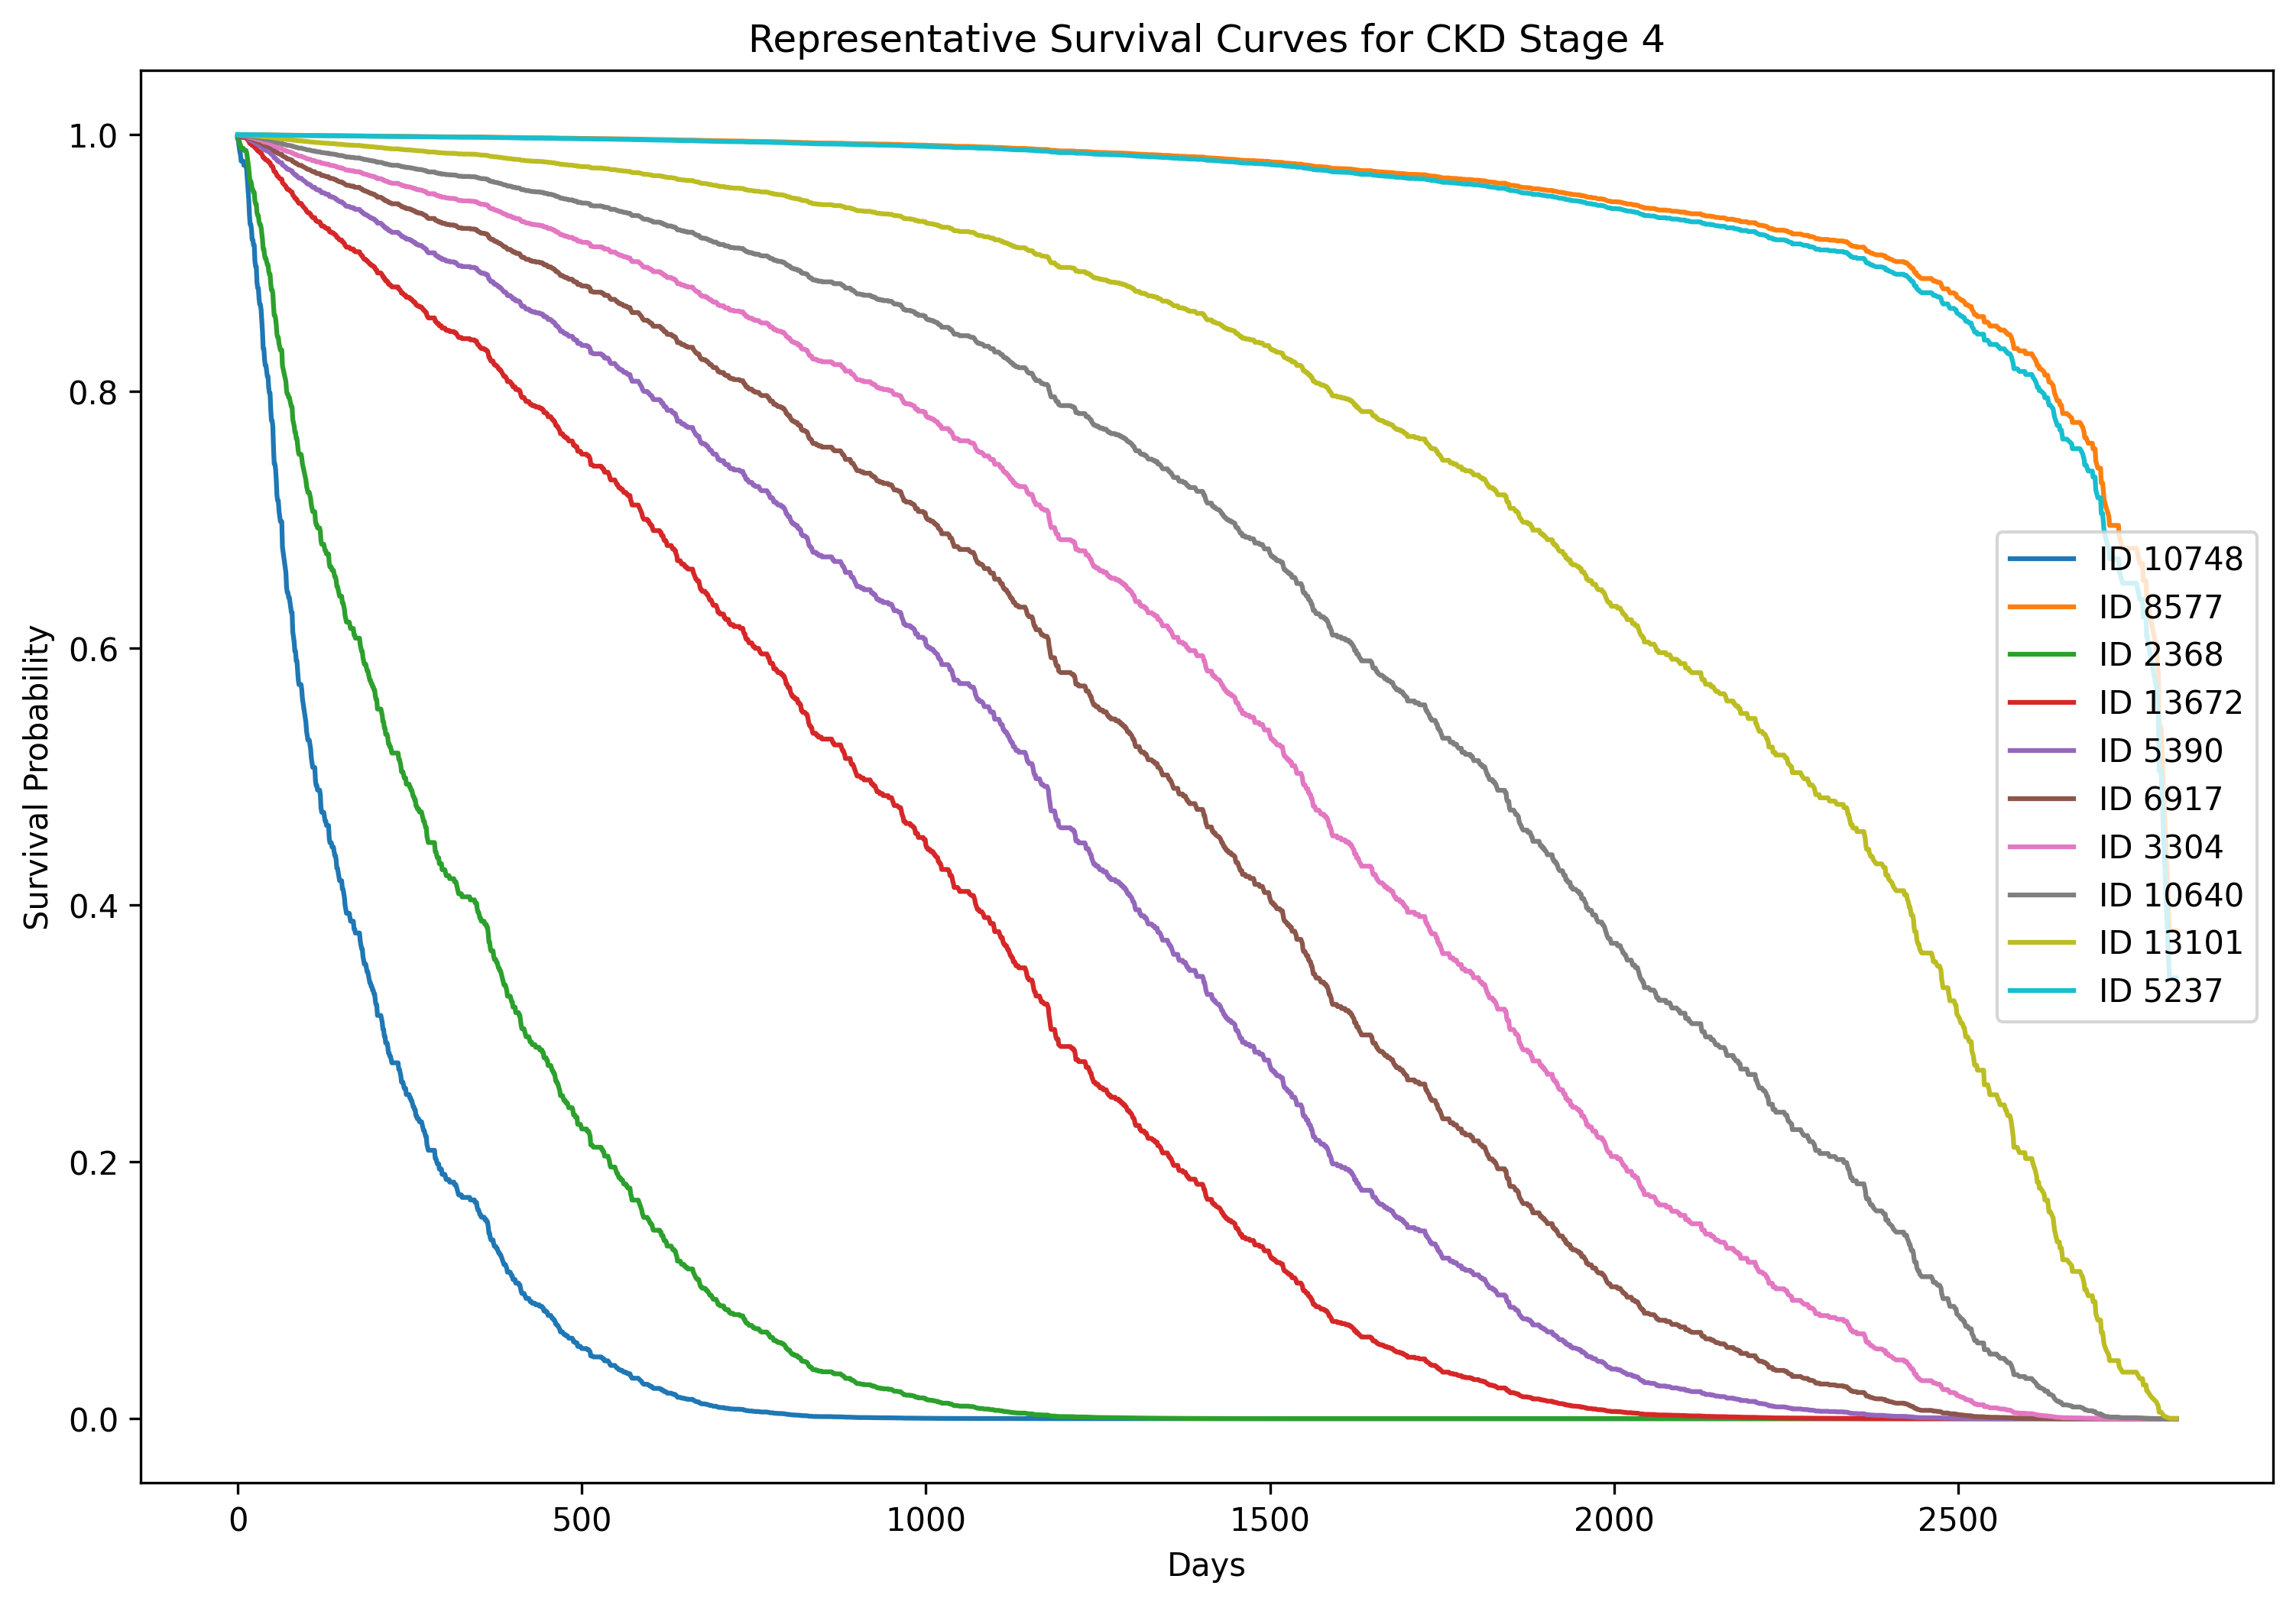 Representative Survival Curves for CKD Stage 4
Survival Probability
1.0
0.8
0.6
0.4
0.2
0.0
ID 10748
ID 8577
ID 2368
ID 13672
ID 5390
ID 6917
ID 3304
ID 10640
ID 13101
ID 5237
0 500 1000 1500 2000 2500
Days